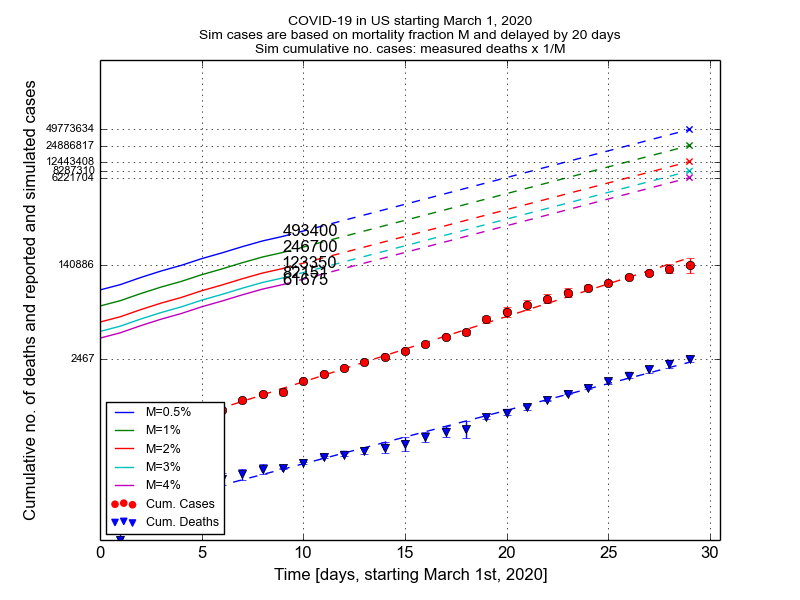 COVID-19 in US starting March 1, 2020
Sim cases are based on mortality fraction M and delayed by 20 days
Sim cumulative no. cases: measured deaths x 1/M
Cumulative no. of deaths and reported and simulated cases
49773634
24886817
12443408
8287310
6221704
140886
2467
493400
246700
123350
82151
61675
M=0.5%
M=1%
M=2%
M=3%
M=4%
Cum. Cases
Cum. Deaths
0 5 10 15 20 25 30
Time [days, starting March 1st, 2020]